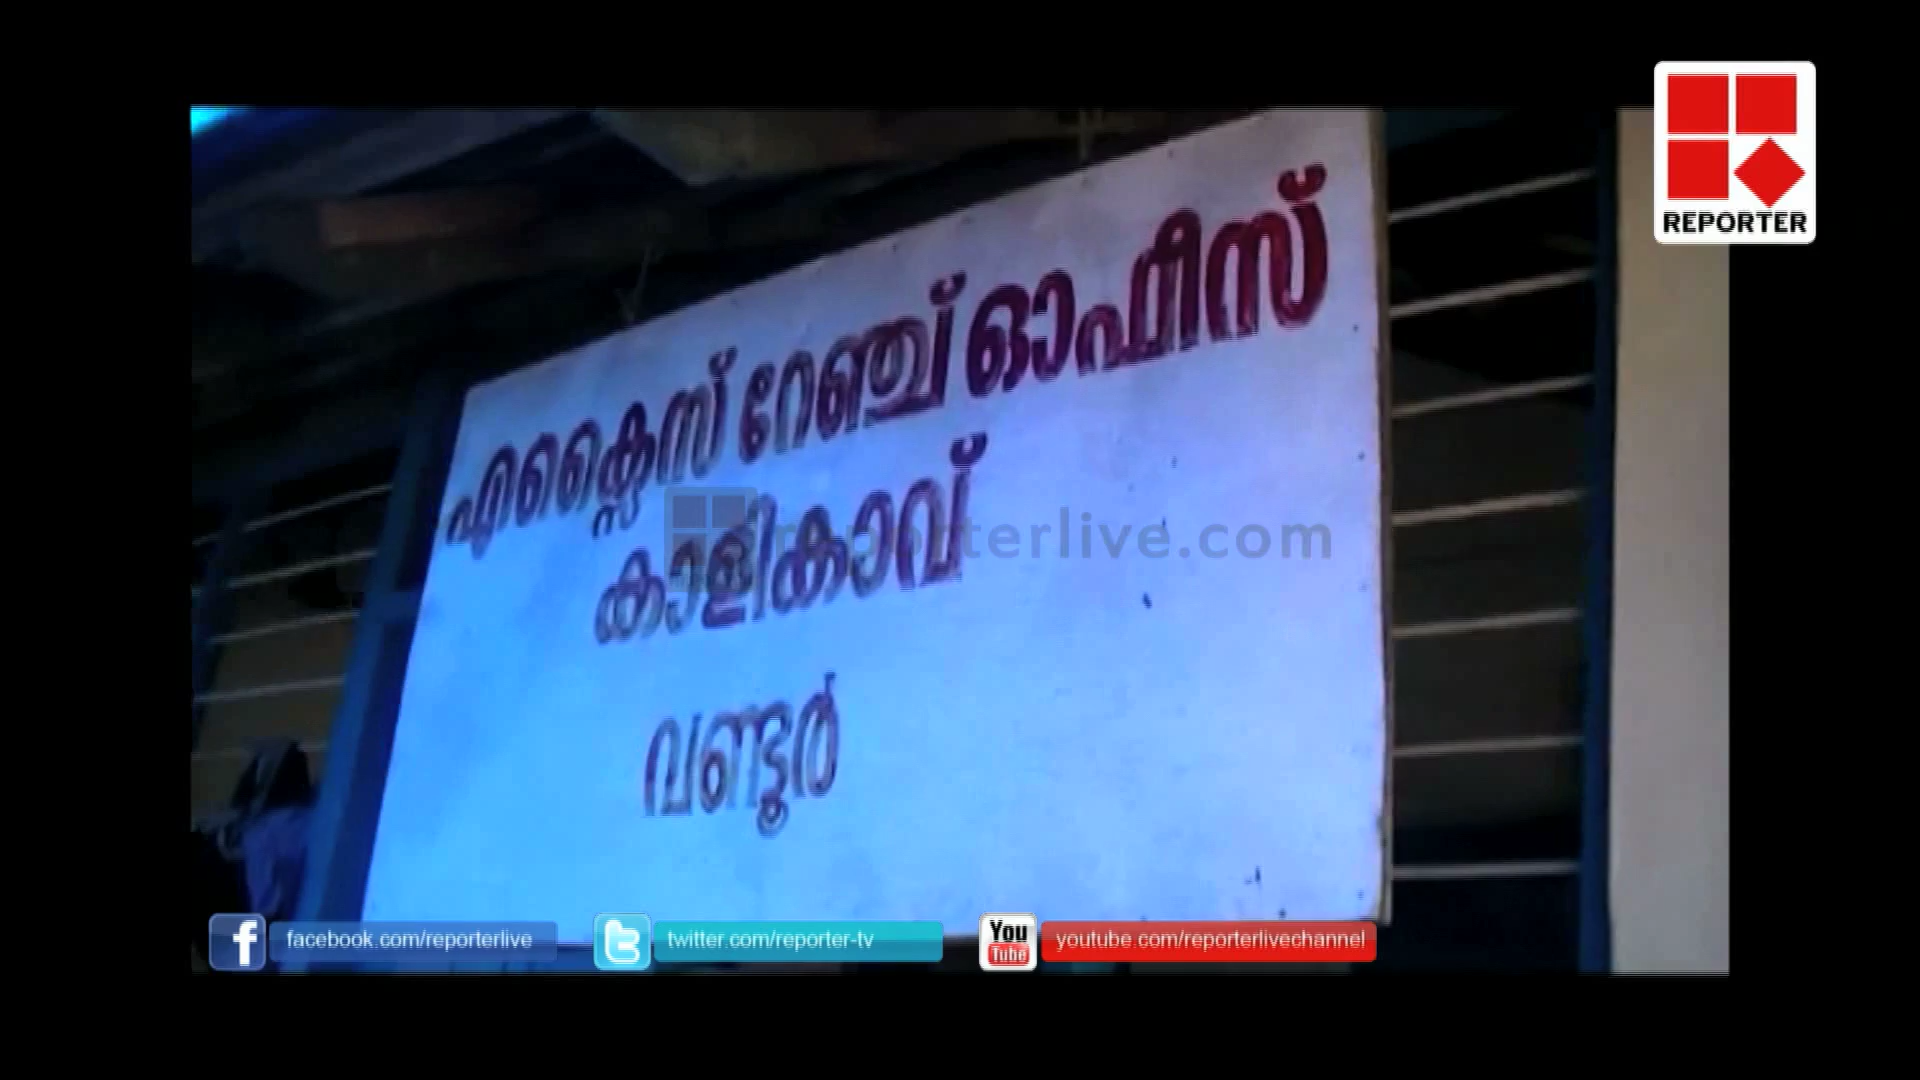 REPORTER
എക്സൈസ് റേഞ്ച് ഓഫീസ്
കാളികാവ്
വണ്ടൂർ
reporterlive.com
facebook.com/reporterlive
twitter.com/reporter-tv
You
Tube
youtube.com/reporterlivechannel